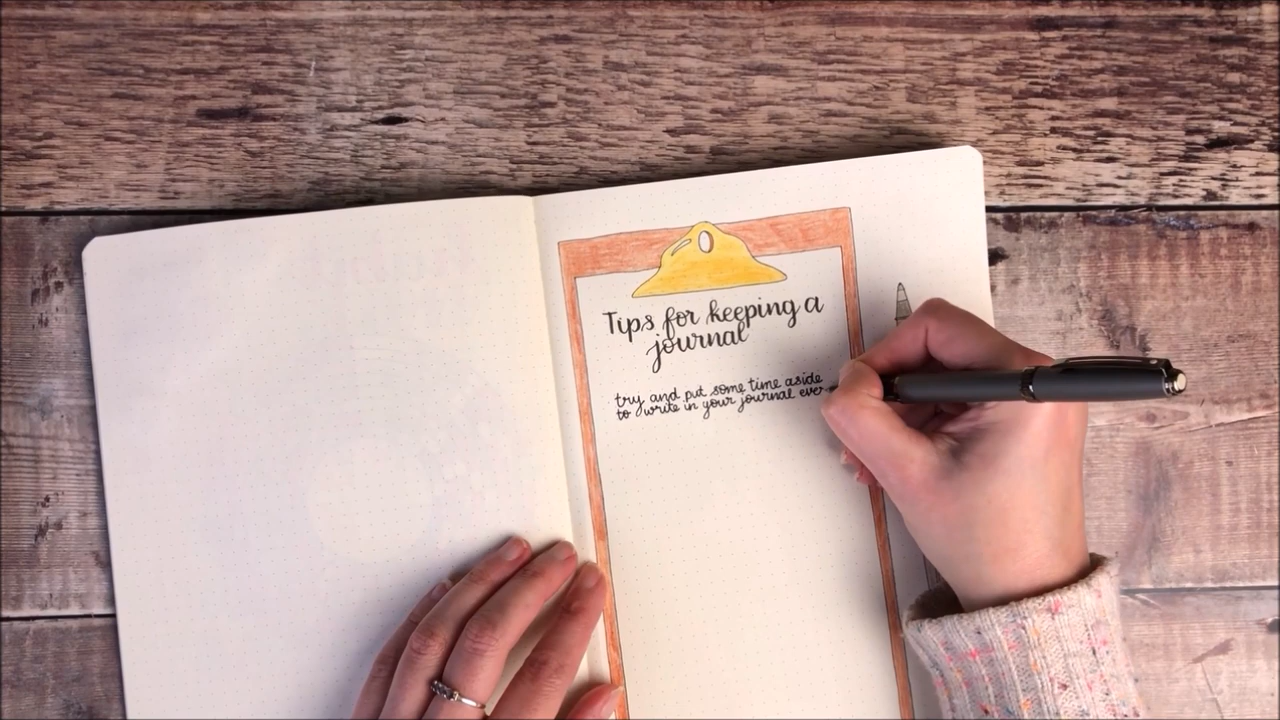 Tips for keeping a
journal
try and put some time aside
to write in your journal ever